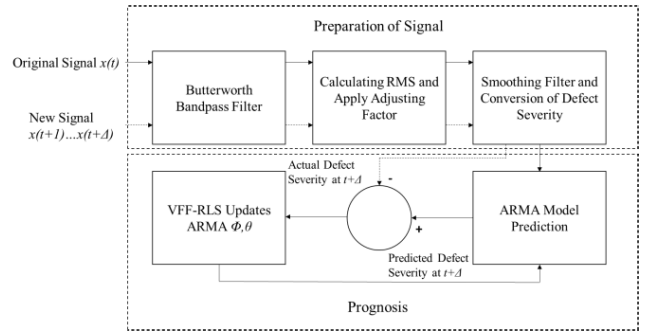 Preparation of Signal
Original Signal x(t)
Butterworth
Bandpass Filter
Calculating RMS and
Apply Adjusting
Factor
Smoothing Filter and
Conversion of Defect
Severity
New Signal
x(t+1)...x(t+Δ)
Actual Defect
Severity at t+Δ
-
VFF-RLS Updates
ARMA Φ,θ
+
ARMA Model
Prediction
Predicted Defect
Severity at t+Δ
Prognosis